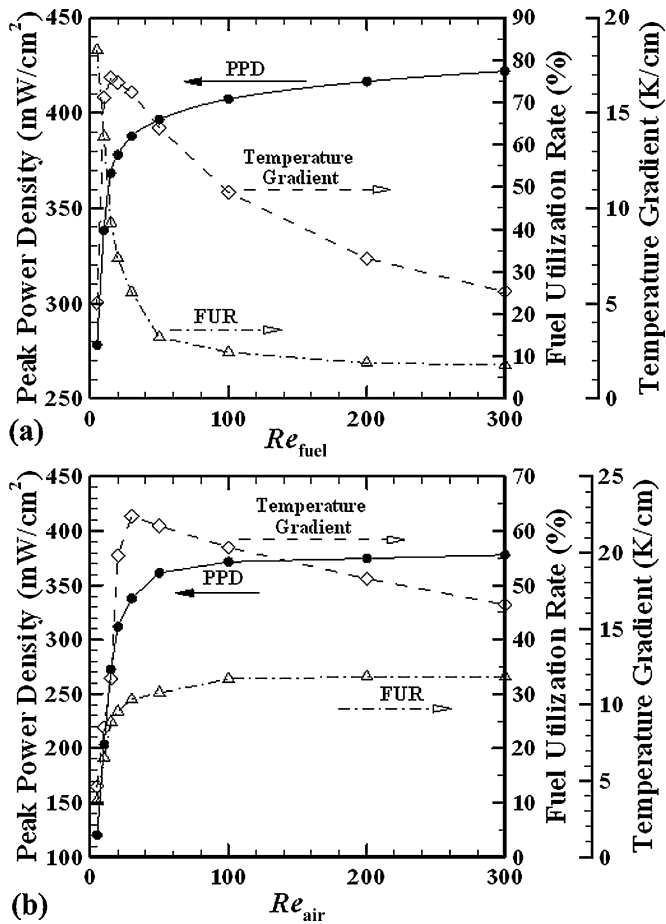 450
400
350
300
250
Peak Power Density (mW/cm2)
PPD
Temperature
Gradient
FUR
90
80
70
60
50
40
30
20
10
0
Fuel Utilization Rate (%)
20
15
10
5
0
Temperature Gradient (K/cm)
0
100
200
300
(a)
Refuel
450
400
350
300
250
200
150
100
Peak Power Density (mW/cm2)
Temperature
Gradient
PPD
FUR
70
60
50
40
30
20
10
0
Fuel Utilization Rate (%)
25
20
15
10
5
0
Temperature Gradient (K/cm)
0
100
200
300
(b)
Reair